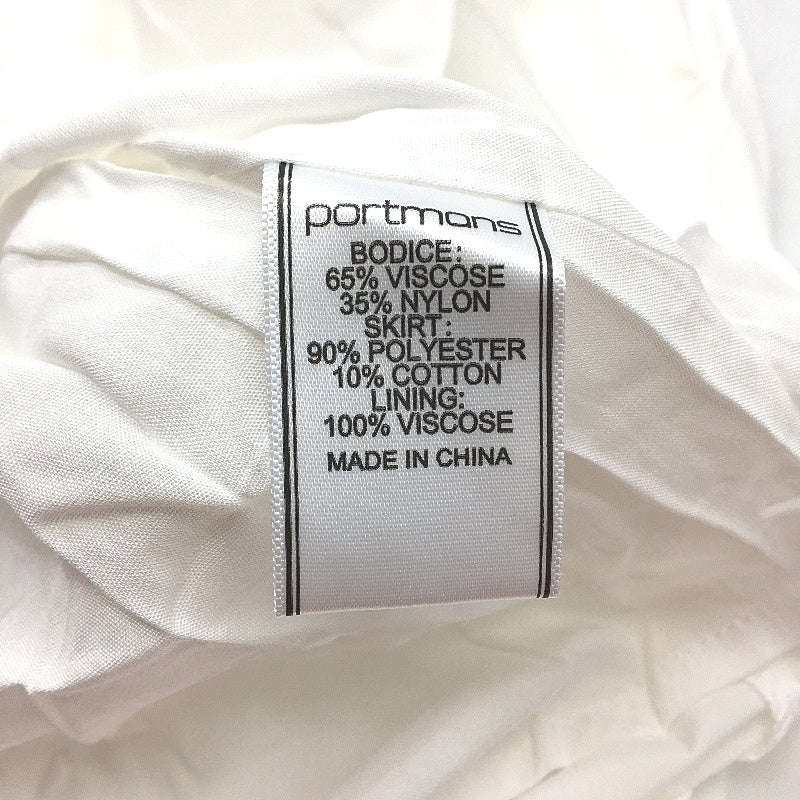 portmans
BODICE:
65% VISCOSE
35% NYLON
SKIRT:
90% POLYESTER
10% COTTON
LINING:
100% VISCOSE
MADE IN CHINA